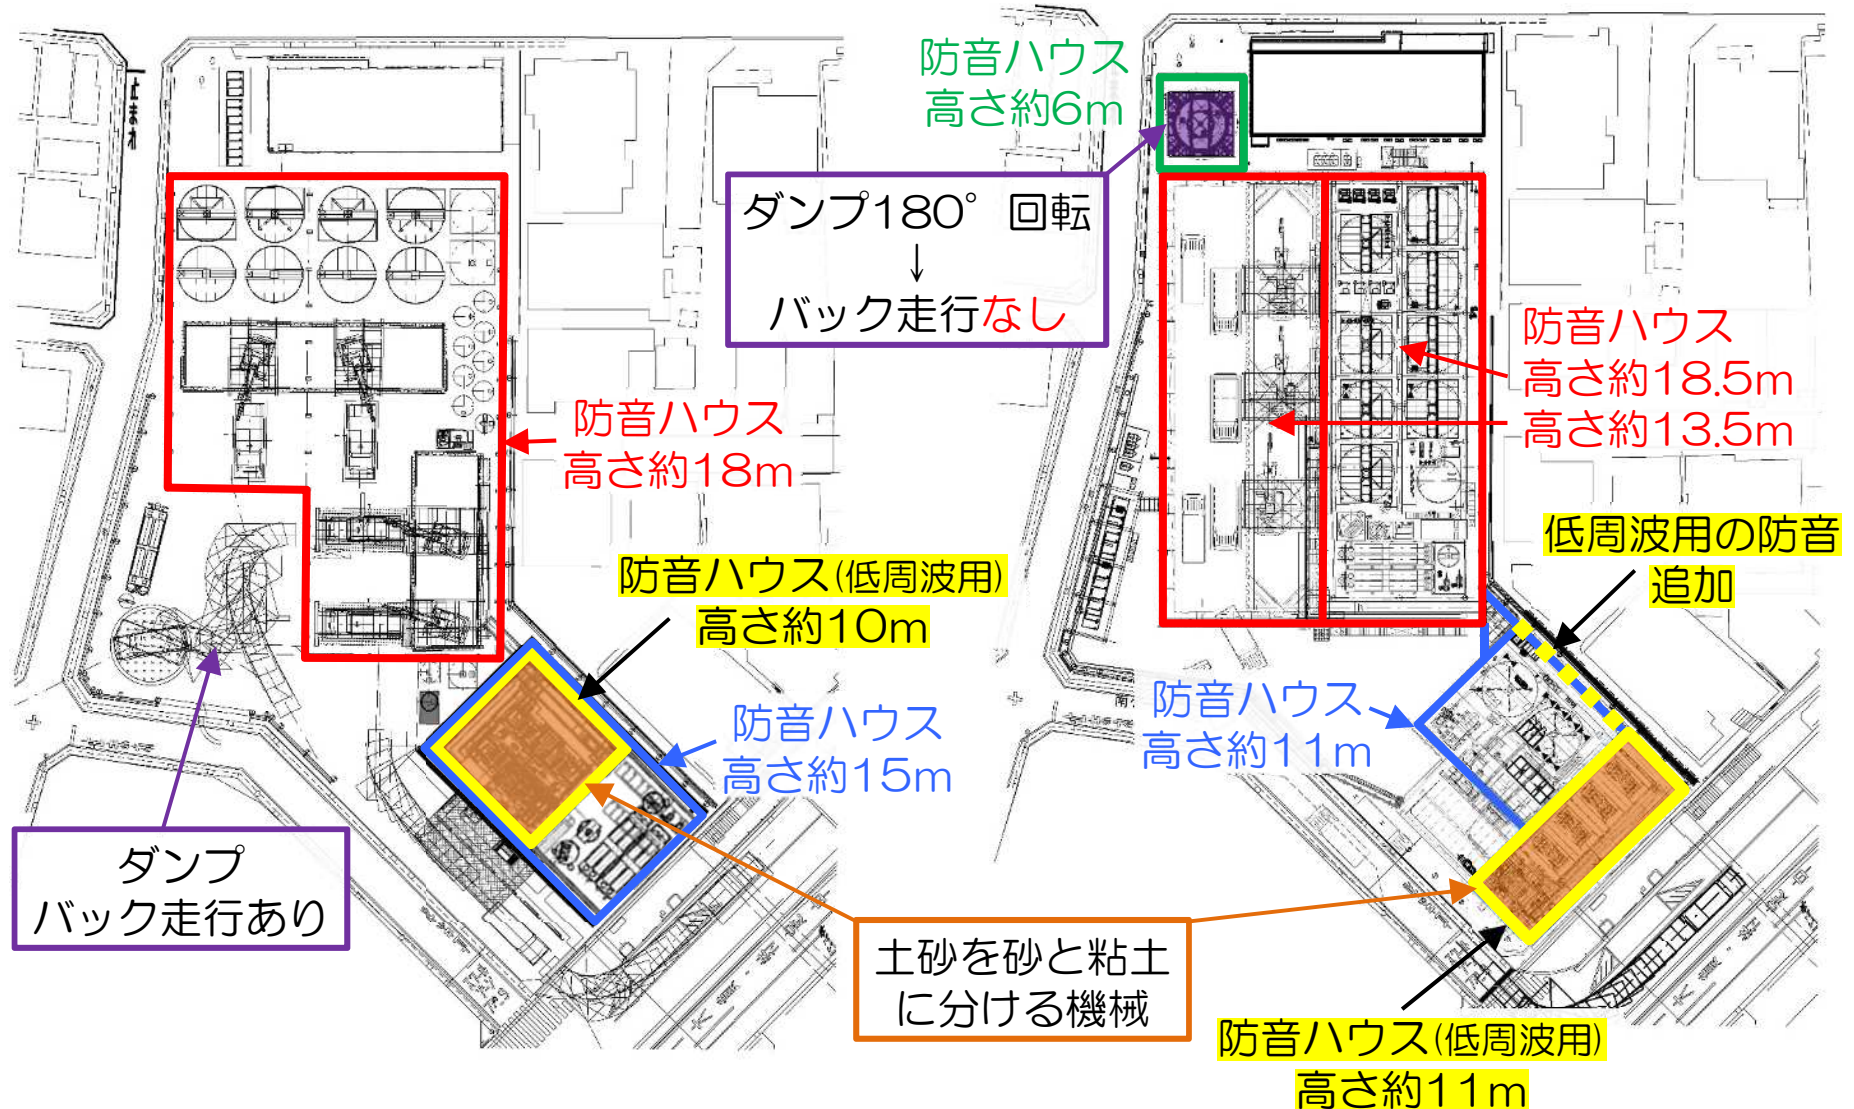 防音ハウス
高さ約6m
ダンプ180° 回転
↓
バック走行なし
防音ハウス
高さ約18.5m
高さ約13.5m
防音ハウス
高さ約18m
防音ハウス(低周波用)
高さ約10m
低周波用の防音
追加
防音ハウス
高さ約15m
防音ハウス
高さ約11m
ダンプ
バック走行あり
土砂を砂と粘土
に分ける機械
防音ハウス(低周波用)
高さ約11m